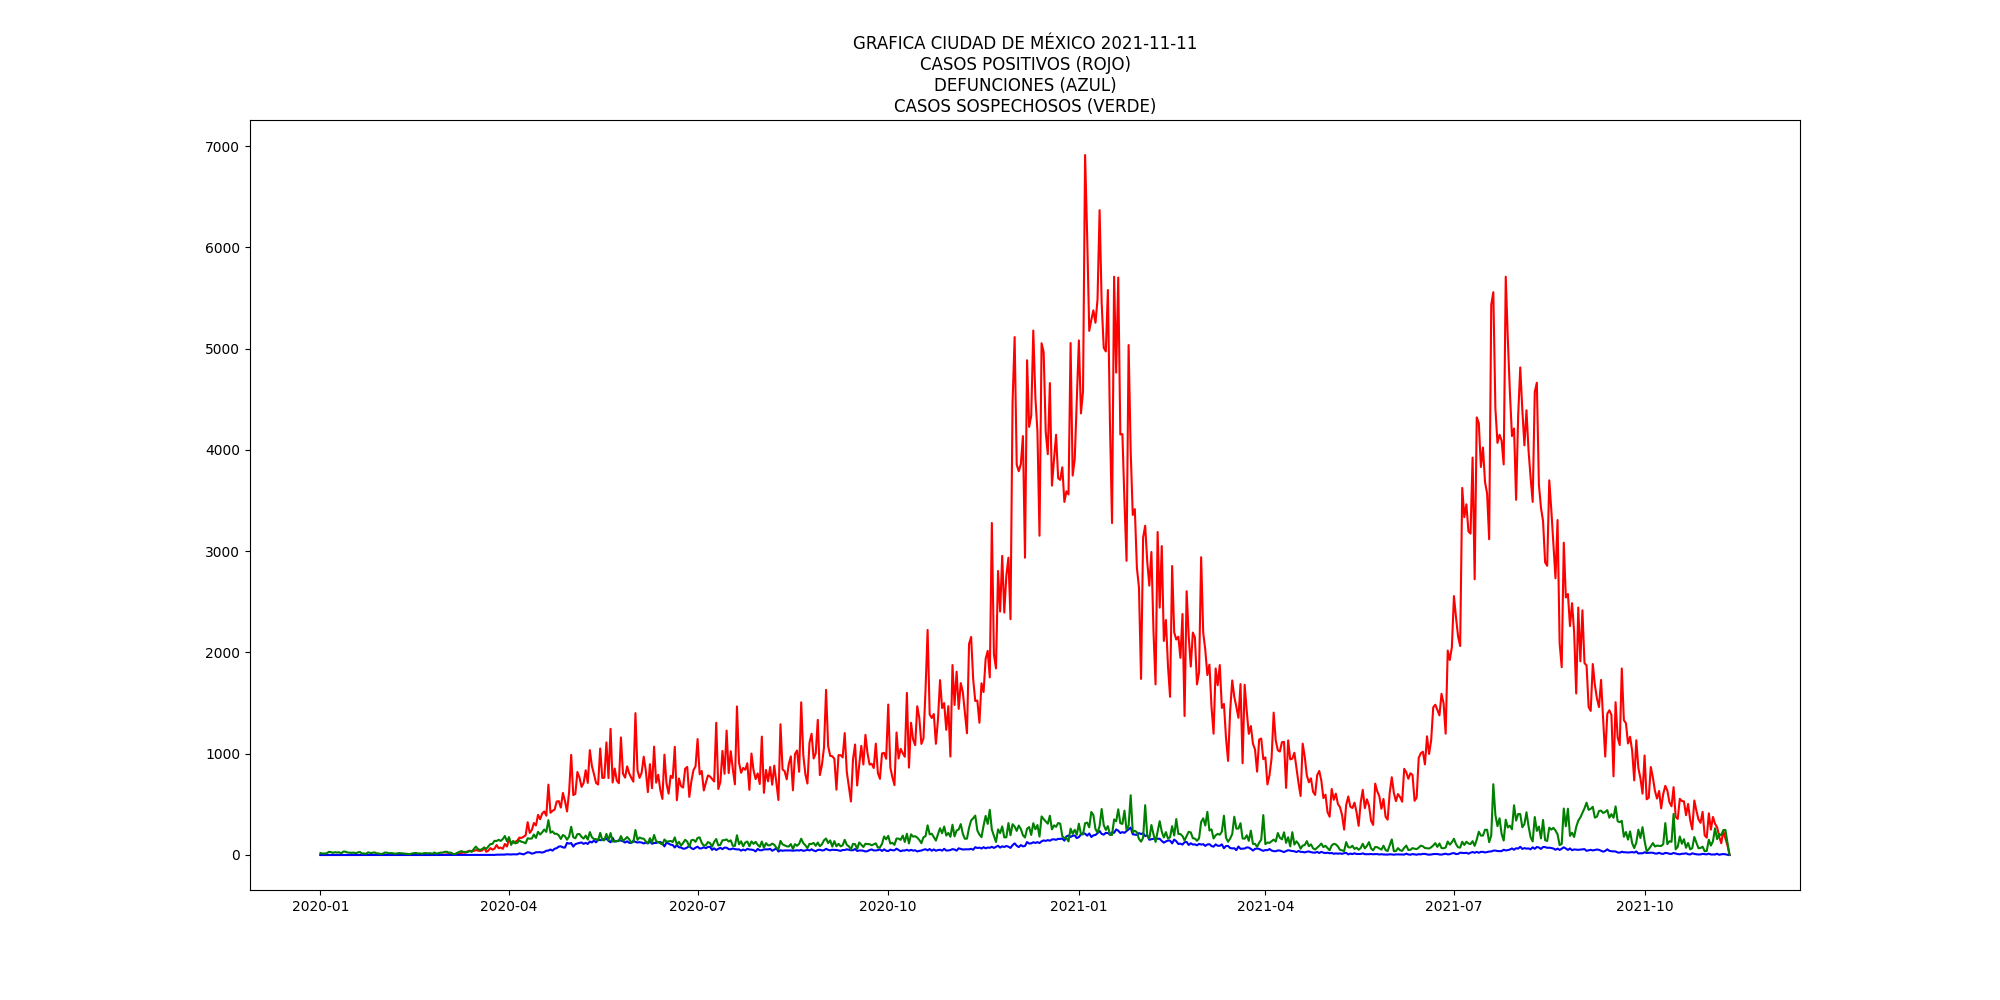 GRAFICA CIUDAD DE MÉXICO 2021-11-11
CASOS POSITIVOS (ROJO)
DEFUNCIONES (AZUL)
CASOS SOSPECHOSOS (VERDE)
7000
6000
5000
4000
3000
2000
1000
0
2020-01 2020-04 2020-07 2020-10 2021-01 2021-04 2021-07 2021-10